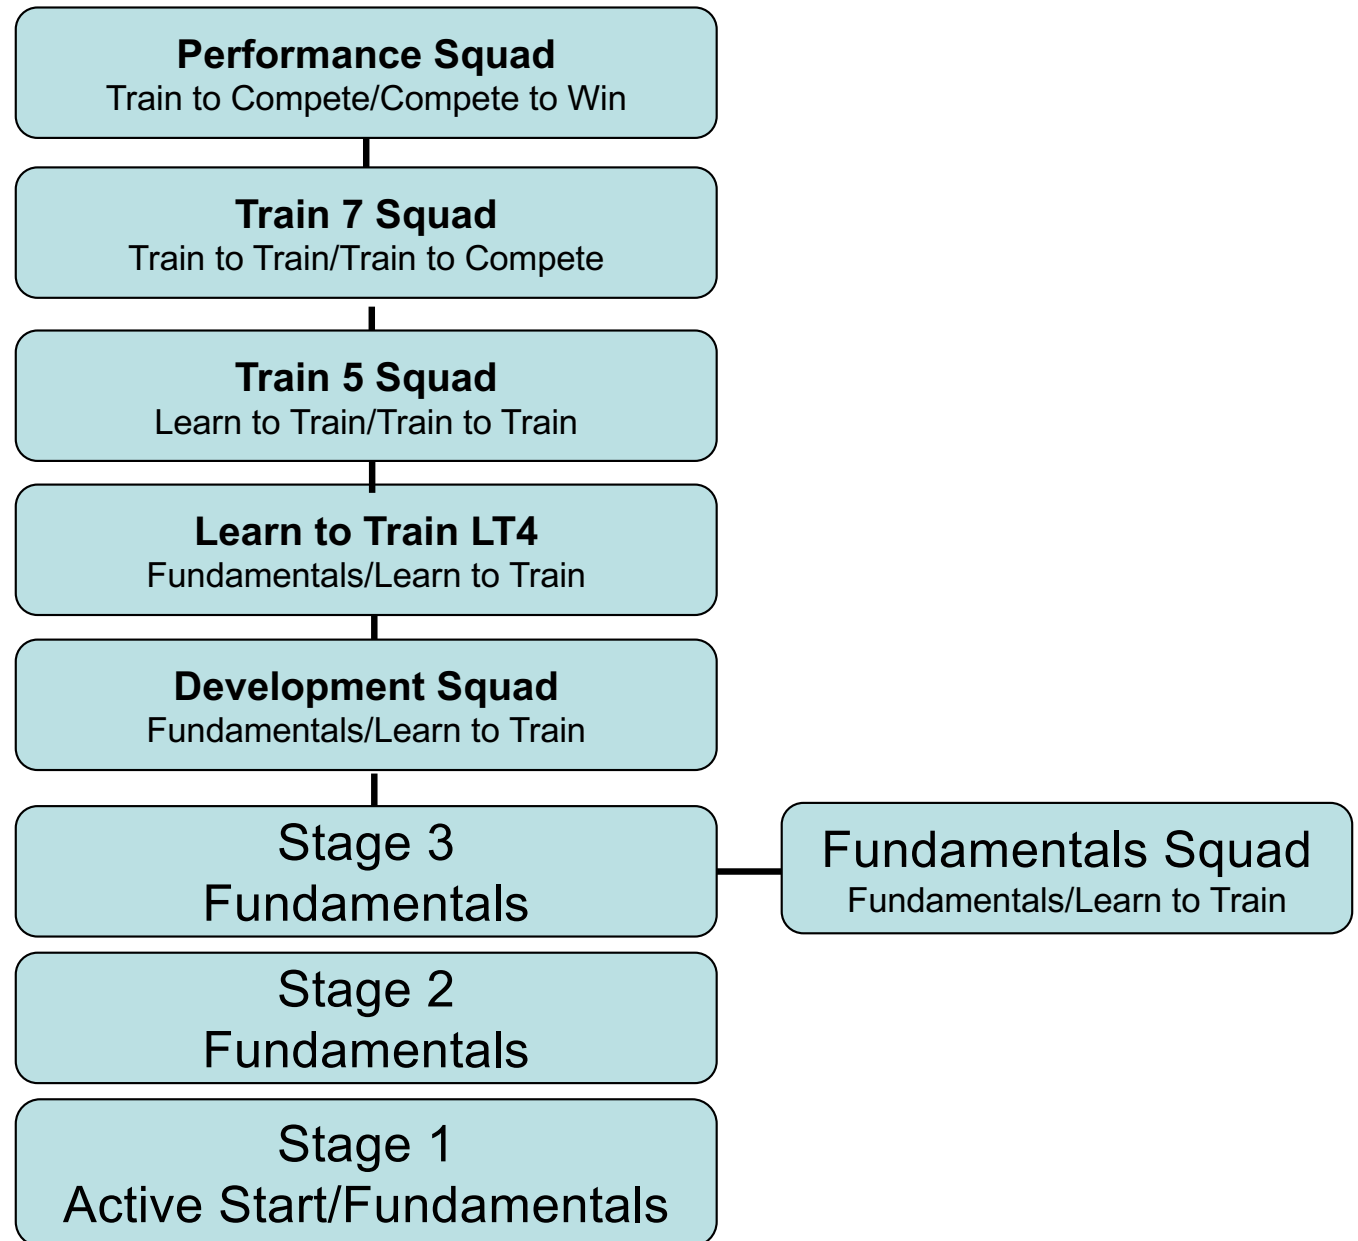 Performance Squad
Train to Compete/Compete to Win
Train 7 Squad
Train to Train/Train to Compete
Train 5 Squad
Learn to Train/Train to Train
Learn to Train LT4
Fundamentals/Learn to Train
Development Squad
Fundamentals/Learn to Train
Stage 3
Fundamentals
Fundamentals Squad
Fundamentals/Learn to Train
Stage 2
Fundamentals
Stage 1
Active Start/Fundamentals